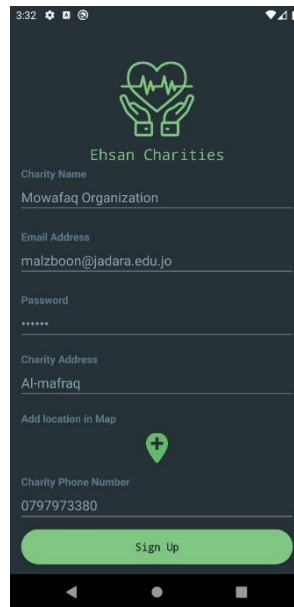 3:32
Ehsan Charities
Charity Name
Mowafaq Organization
Email Address
malzboon@jadara.edu.jo
Password
••••••
Charity Address
Al-mafraq
Add location in Map
Charity Phone Number
0797973380
Sign Up